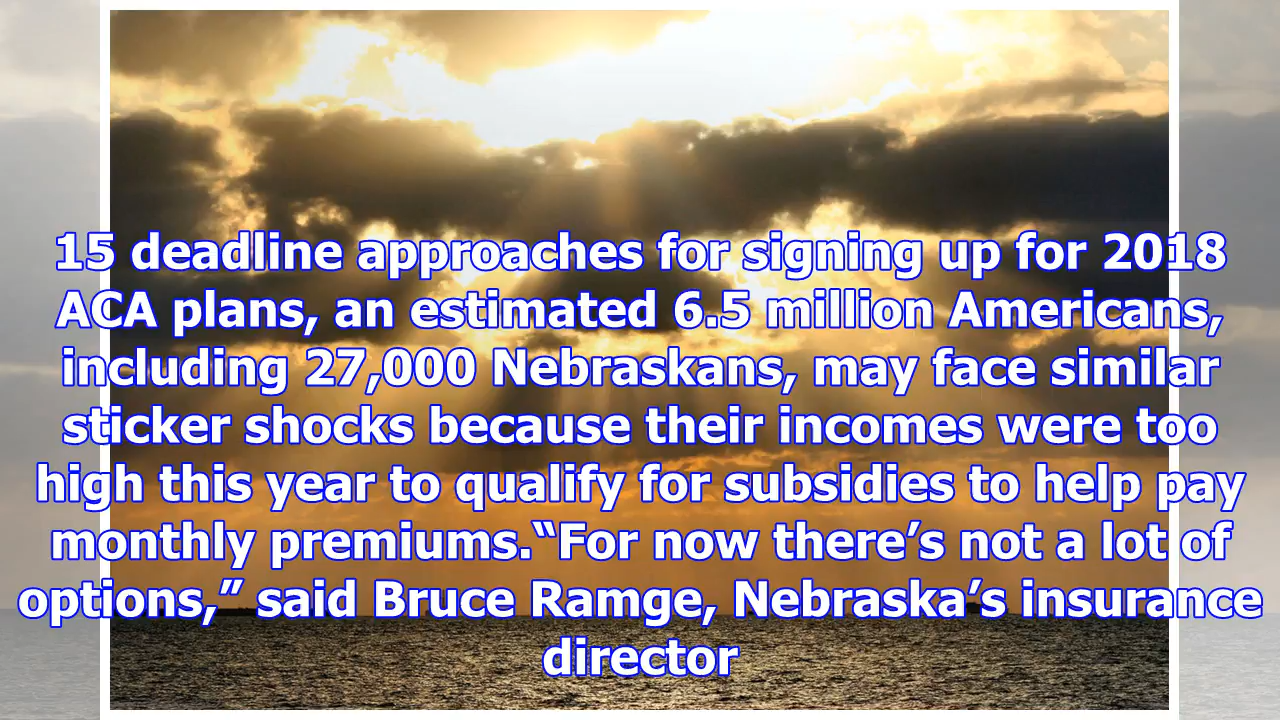 15 deadline approaches for signing up for 2018
ACA plans, an estimated 6.5 million Americans,
including 27,000 Nebraskans, may face similar
sticker shocks because their incomes were too
high this year to qualify for subsidies to help pay
monthly premiums.“For now there’s not a lot of
options,” said Bruce Ramge, Nebraska’s insurance
director